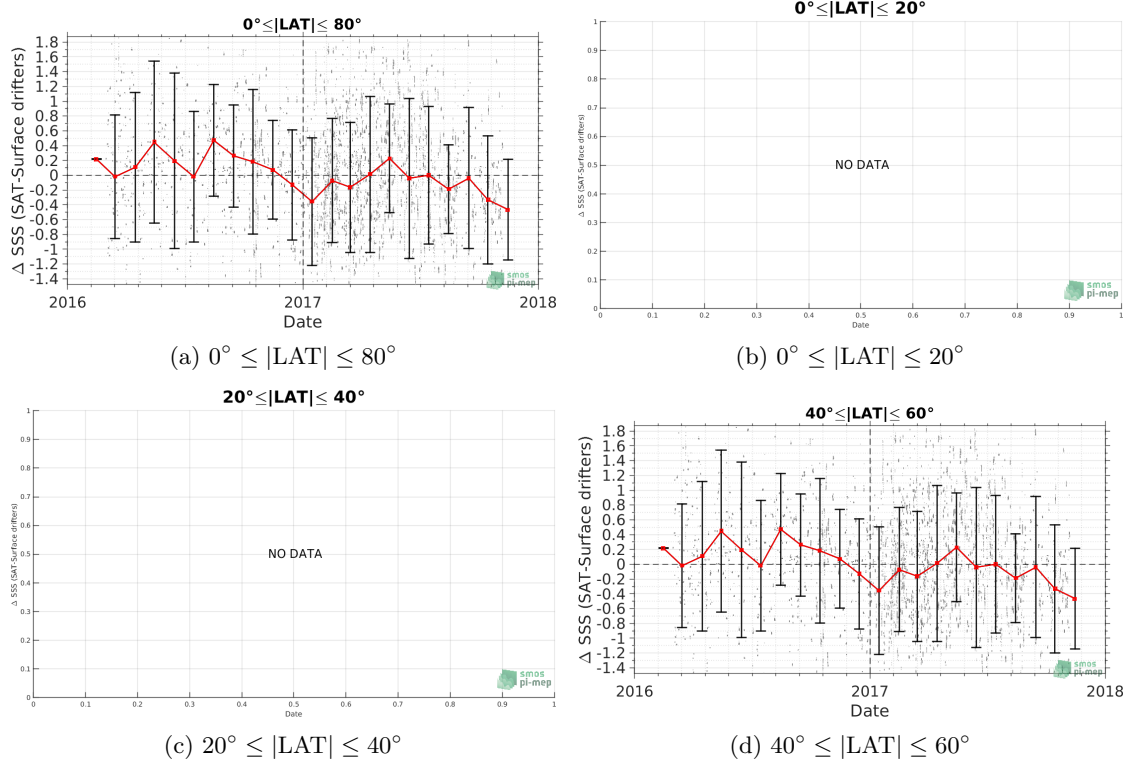 0°≤|LAT|≤ 80°
Δ SSS (SAT-Surface drifters)
1.8
1.6
1.4
1.2
1
0.8
0.6
0.4
0.2
0
-0.2
-0.4
-0.6
-0.8
-1
-1.2
-1.4
2016
2017
2018
Date
smos
pi-mep
(a) 0° ≤ |LAT| ≤ 80°
0°≤|LAT|≤ 20°
Δ SSS (SAT-Surface drifters)
1
0.9
0.8
0.7
0.6
0.5
0.4
0.3
0.2
0.1
0
NO DATA
0 0.1 0.2 0.3 0.4 0.5 0.6 0.7 0.8 0.9 1
Date
smos
pi-mep
(b) 0° ≤ |LAT| ≤ 20°
20°≤|LAT|≤ 40°
Δ SSS (SAT-Surface drifters)
1
0.9
0.8
0.7
0.6
0.5
0.4
0.3
0.2
0.1
0
NO DATA
0 0.1 0.2 0.3 0.4 0.5 0.6 0.7 0.8 0.9 1
Date
smos
pi-mep
(c) 20° ≤ |LAT| ≤ 40°
40°≤|LAT|≤ 60°
Δ SSS (SAT-Surface drifters)
1.8
1.6
1.4
1.2
1
0.8
0.6
0.4
0.2
0
-0.2
-0.4
-0.6
-0.8
-1
-1.2
-1.4
2016
2017
2018
Date
smos
pi-mep
(d) 40° ≤ |LAT| ≤ 60°